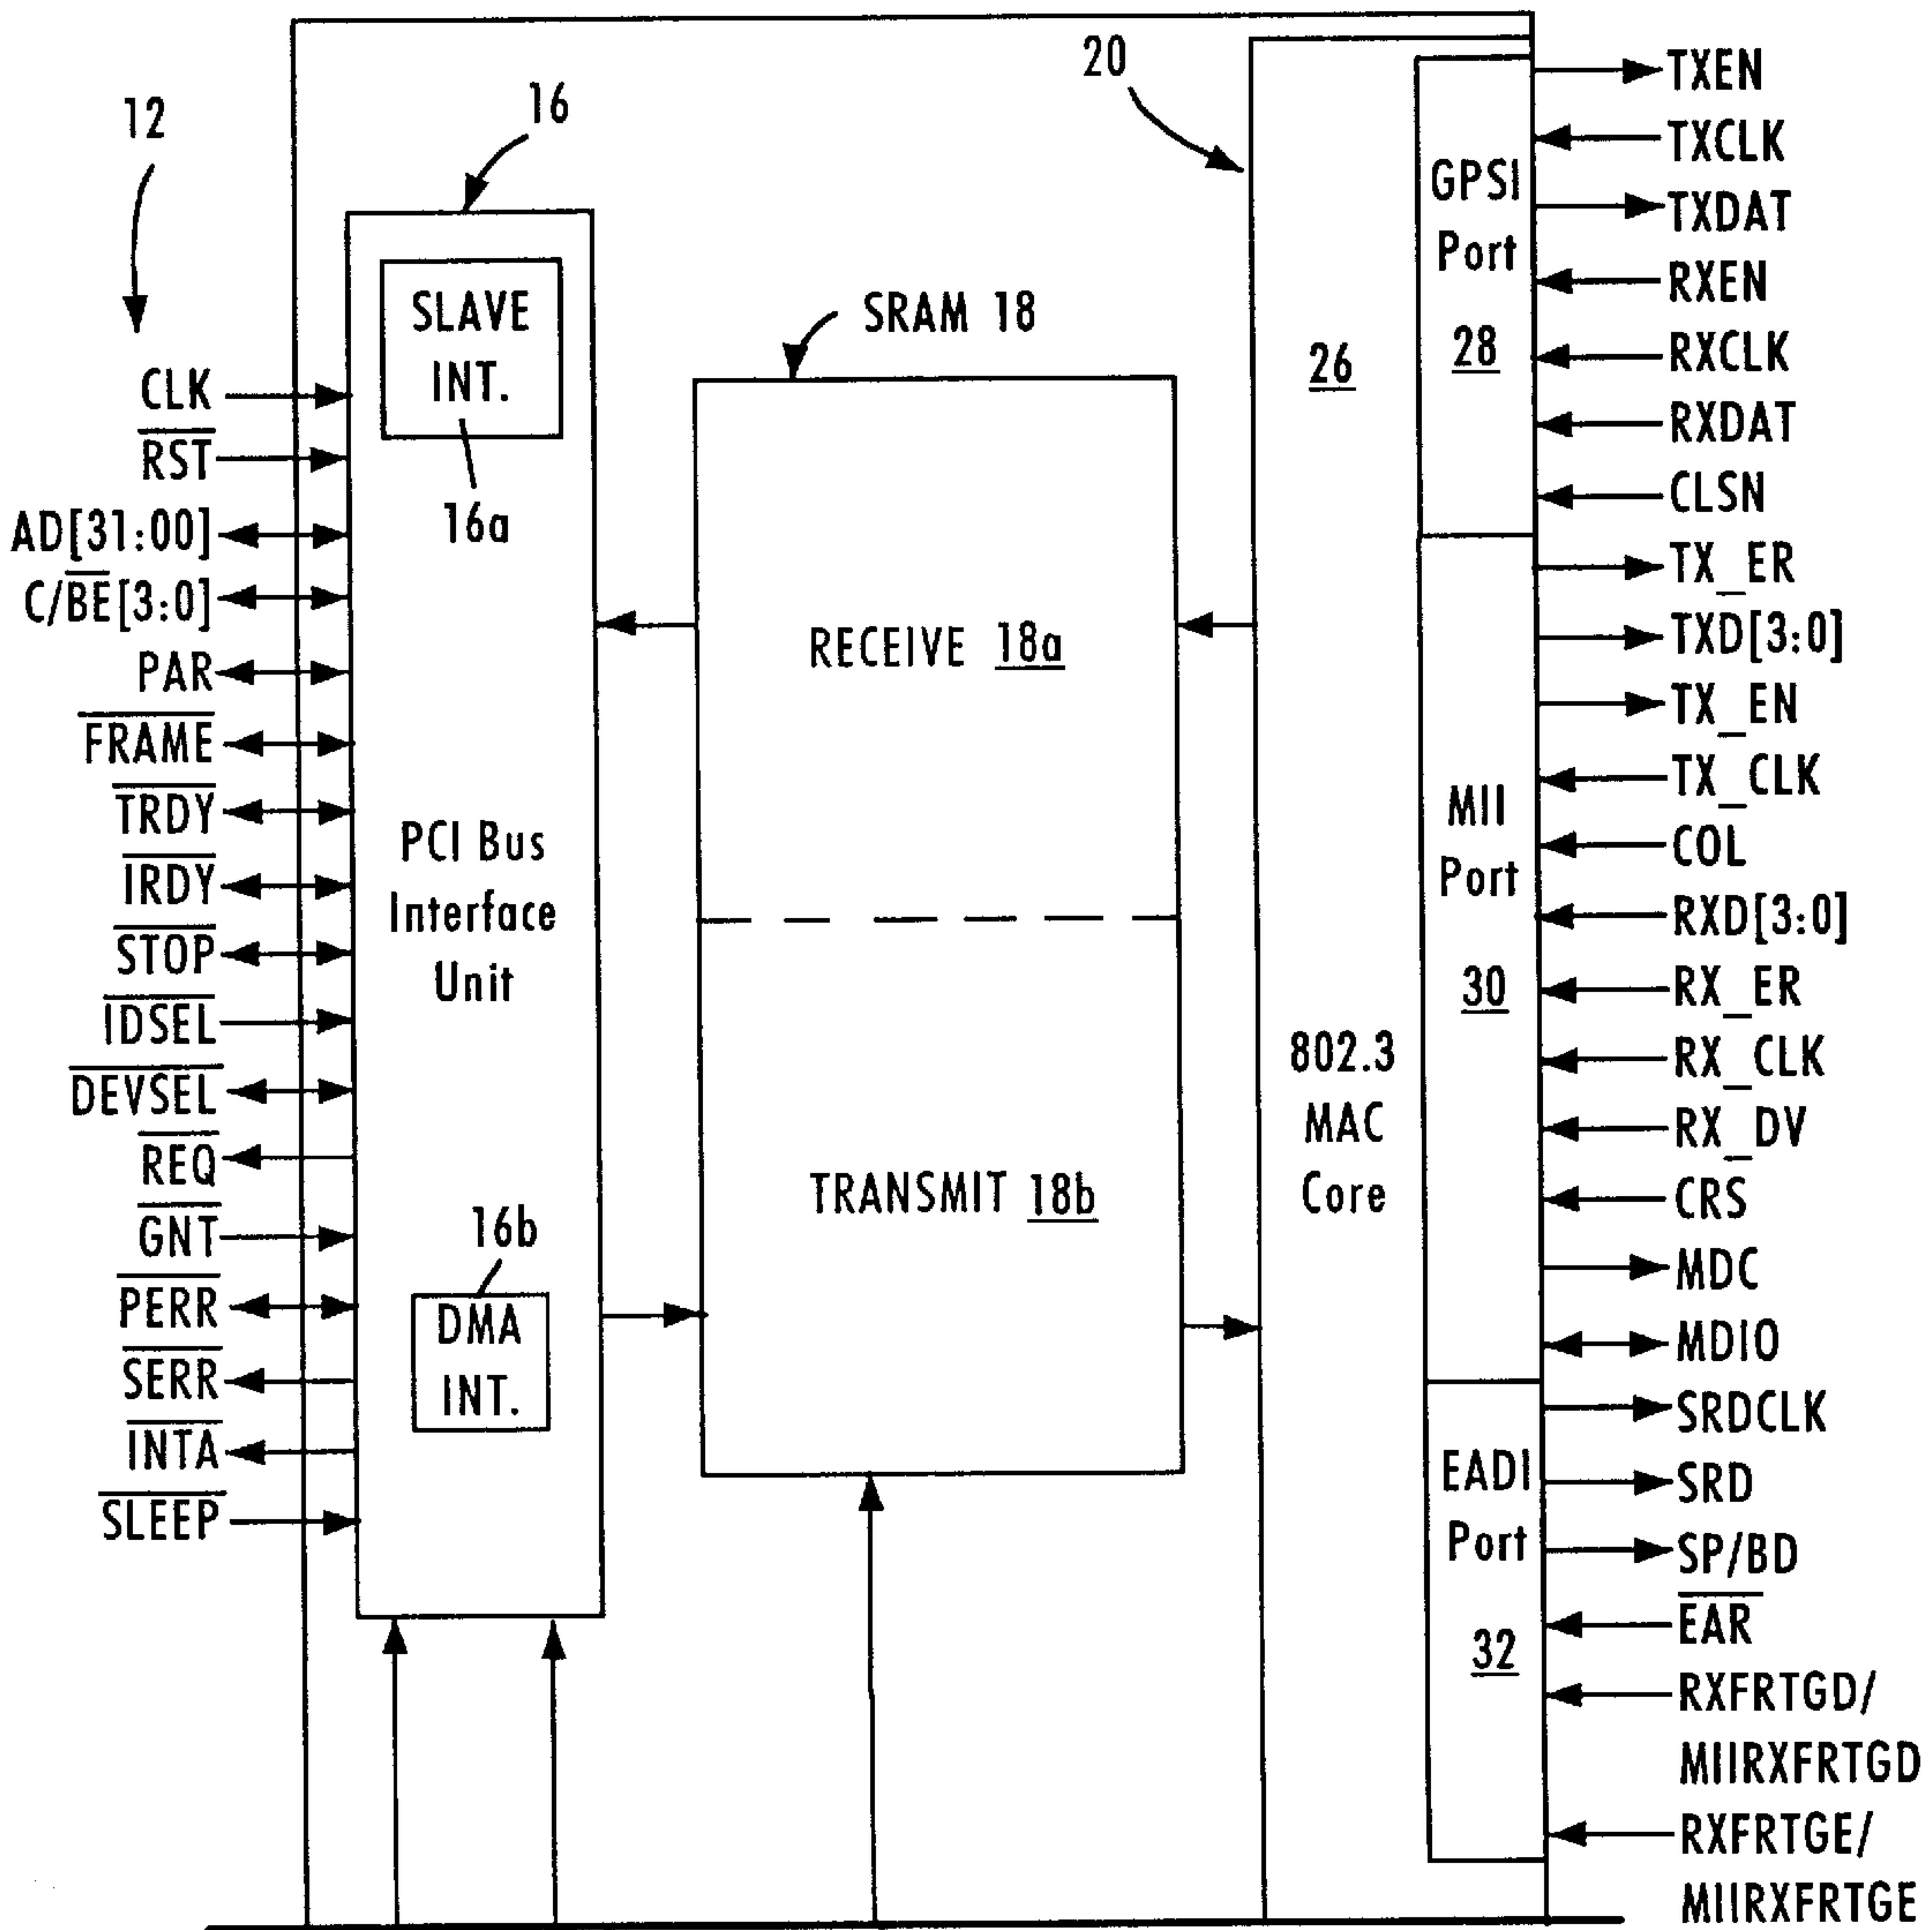 12
16
20
SLAVE
INT.
16a
SRAM 18
CLK
RST
AD[31:00]
C/BE[3:0]
PAR
FRAME
TRDY
IRDY
STOP
IDSEL
DEVSEL
REQ
GNT
PERR
SERR
INTA
SLEEP
PCI Bus
Interface
Unit
16b
DMA
INT.
RECEIVE 18a
TRANSMIT 18b
26
802.3
MAC
Core
GPSI
Port
28
MII
Port
30
EADI
Port
32
TXEN
TXCLK
TXDAT
RXEN
RXCLK
RXDAT
CLSN
TX_ER
TXD[3:0]
TX_EN
TX_CLK
COL
RXD[3:0]
RX_ER
RX_CLK
RX_DV
CRS
MDC
MDIO
SRDCLK
SRD
SP/BD
EAR
RXFRTGD/
MIIRXFRTGD
RXFRTGE/
MIIRXFRTGE